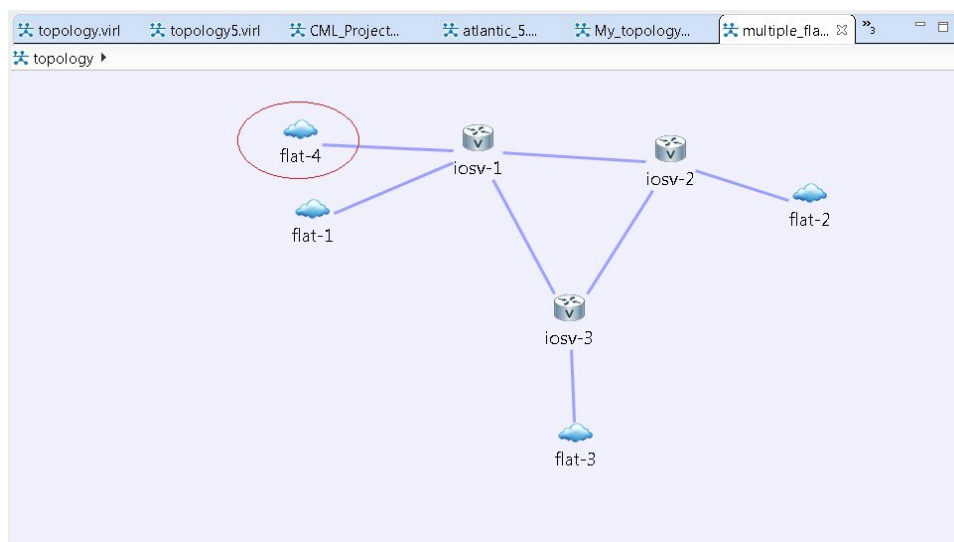 topology.virl topology5.virl CML_Project... atlantic_5.... My_topology... multiple_fla... »3
topology
flat-4
V
iosv-1
V
iosv-2
flat-1
flat-2
V
iosv-3
flat-3